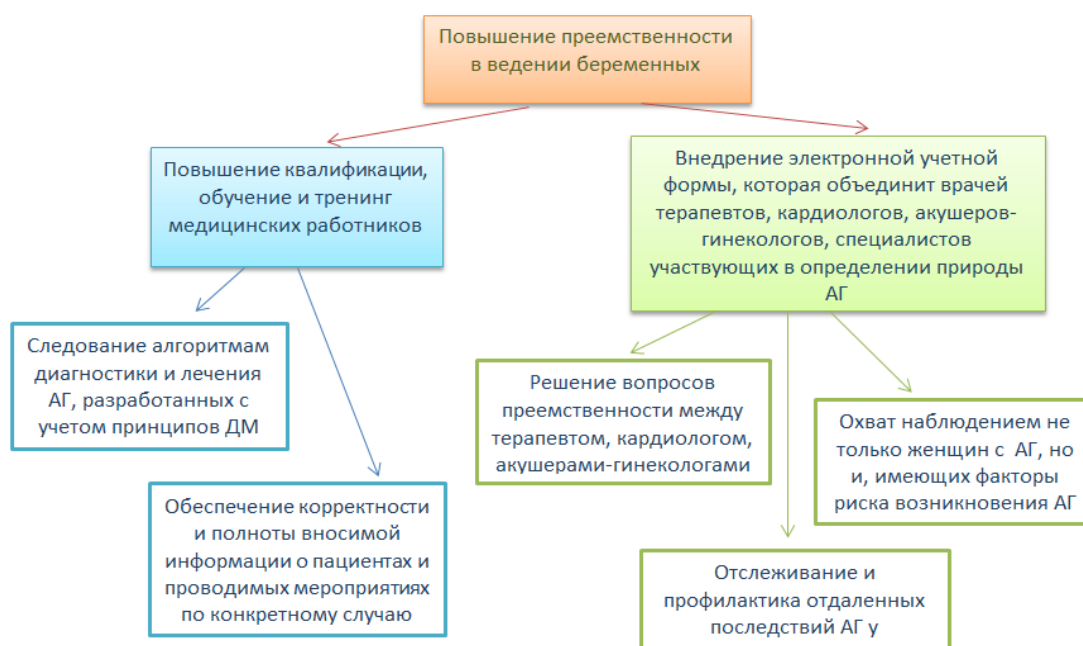 Повышение преемственности
в ведении беременных
Повышение квалификации,
обучение и тренинг
медицинских работников
Внедрение электронной учетной
формы, которая объединит врачей
терапевтов, кардиологов, акушеров-
гинекологов, специалистов
участвующих в определении природы
АГ
Следование алгоритмам
диагностики и лечения
АГ, разработанных с
учетом принципов ДМ
Решение вопросов
преемственности между
терапевтом, кардиологом,
акушерами-гинекологами
Охват наблюдением не
только женщин с АГ, но
и, имеющих факторы
риска возникновения АГ
Обеспечение корректности
и полноты вносимой
информации о пациентах и
проводимых мероприятиях
по конкретному случаю
Отслеживание и
профилактика отдаленных
последствий АГ у